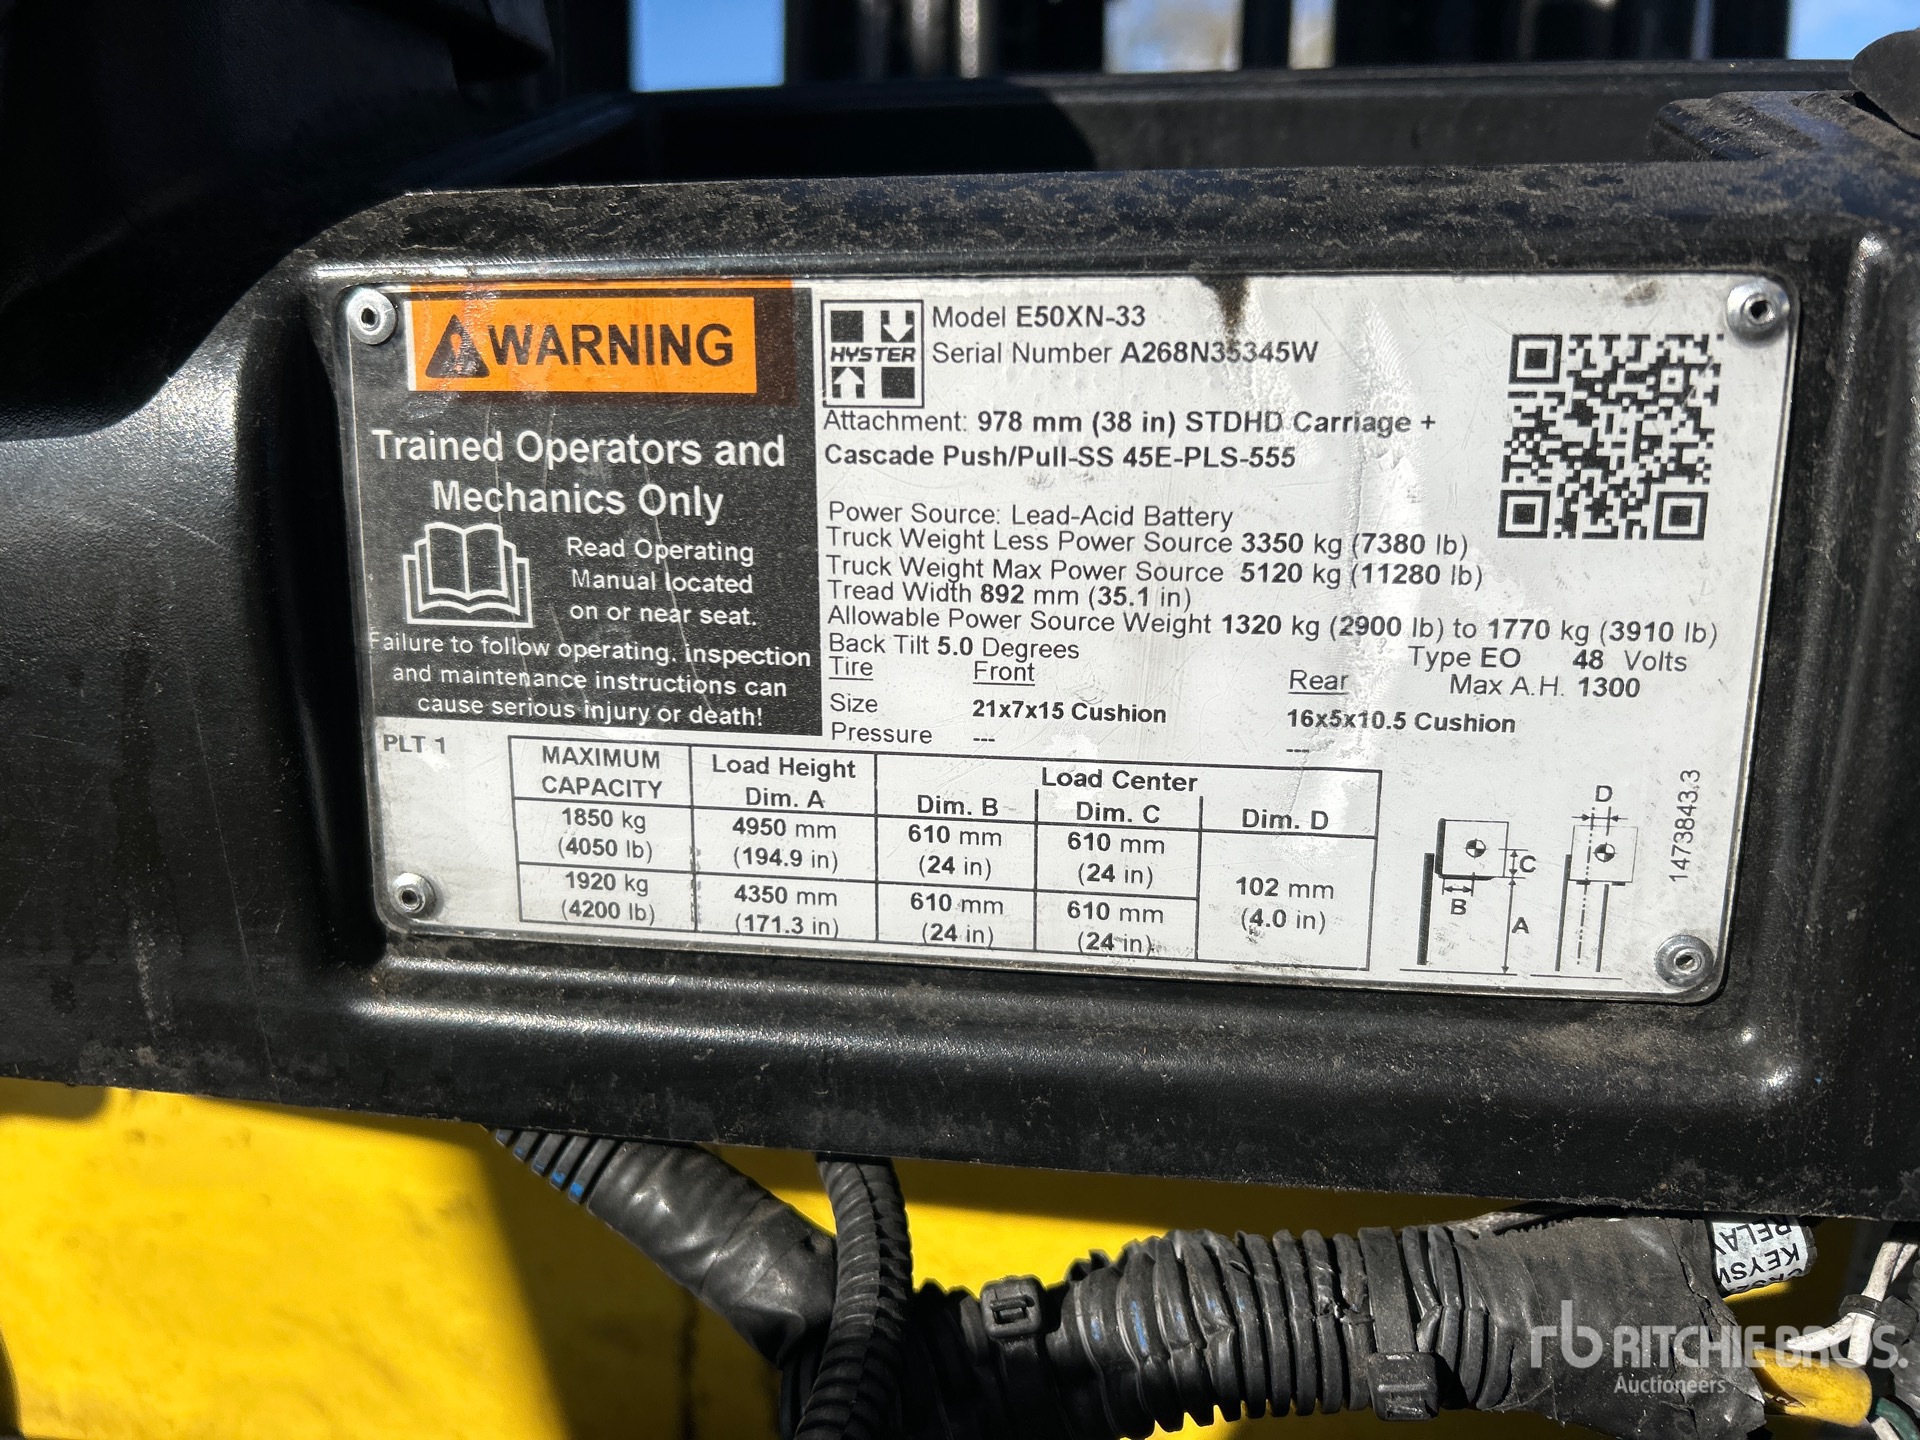 WARNING
Trained Operators and
Mechanics Only
Read Operating
Manual located
on or near seat.
Failure to follow operating, inspection
and maintenance instructions can
cause serious injury or death!
PLT 1
HYSTER
Model E50XN-33
Serial Number A268N35345W
Attachment: 978 mm (38 in) STDHD Carriage +
Cascade Push/Pull-SS 45E-PLS-555
Power Source: Lead-Acid Battery
Truck Weight Less Power Source 3350 kg (7380 lb)
Truck Weight Max Power Source 5120 kg (11280 lb)
Tread Width 892 mm (35.1 in)
Allowable Power Source Weight 1320 kg (2900 lb) to 1770 kg (3910 lb)
Back Tilt 5.0 Degrees Type EO 48 Volts
Max A.H. 1300
Tire Front Rear
Size 21x7x15 Cushion 16x5x10.5 Cushion
Pressure --- ---
MAXIMUM CAPACITY Load Height Dim. A Load Center
Dim. B Dim. C Dim. D
1850 kg 4950 mm 610 mm 610 mm
(4050 lb) (194.9 in) (24 in) (24 in)
102 mm
(4.0 in)
1920 kg 4350 mm 610 mm 610 mm
(4200 lb) (171.3 in) (24 in) (24 in)
D
C
B
A
1473843.3
KEYSW
RELAY
rb RITCHIE BROS.
Auctioneers